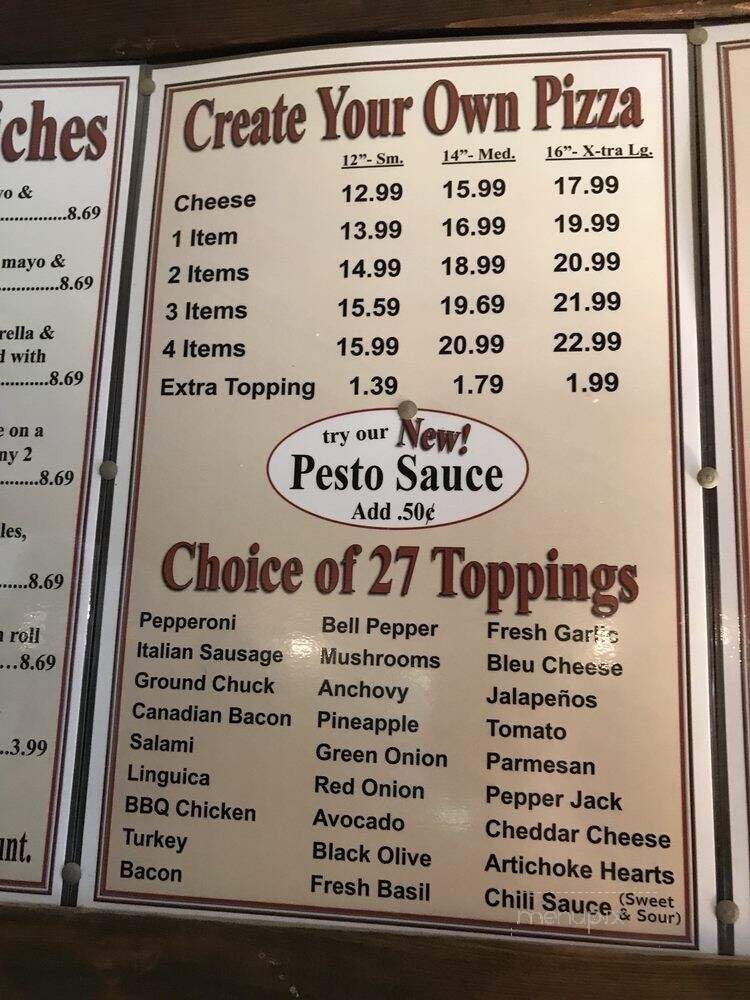 iches
yo &
...............8.69
mayo &
.............8.69
rella &
d with
...........8.69
e on a
ny 2
.........8.69
les,
......8.69
n roll
...8.69
..3.99
unt.
Create Your Own Pizza
12”- Sm. 14”- Med. 16”- X-tra Lg.
Cheese 12.99 15.99 17.99
1 Item 13.99 16.99 19.99
2 Items 14.99 18.99 20.99
3 Items 15.59 19.69 21.99
4 Items 15.99 20.99 22.99
Extra Topping 1.39 1.79 1.99
try our New!
Pesto Sauce
Add .50¢
Choice of 27 Toppings
Pepperoni
Italian Sausage
Ground Chuck
Canadian Bacon
Salami
Linguica
BBQ Chicken
Turkey
Bacon
Bell Pepper
Mushrooms
Anchovy
Pineapple
Green Onion
Red Onion
Avocado
Black Olive
Fresh Basil
Fresh Garlic
Bleu Cheese
Jalapeños
Tomato
Parmesan
Pepper Jack
Cheddar Cheese
Artichoke Hearts
Chili Sauce (Sweet & Sour)
menupix